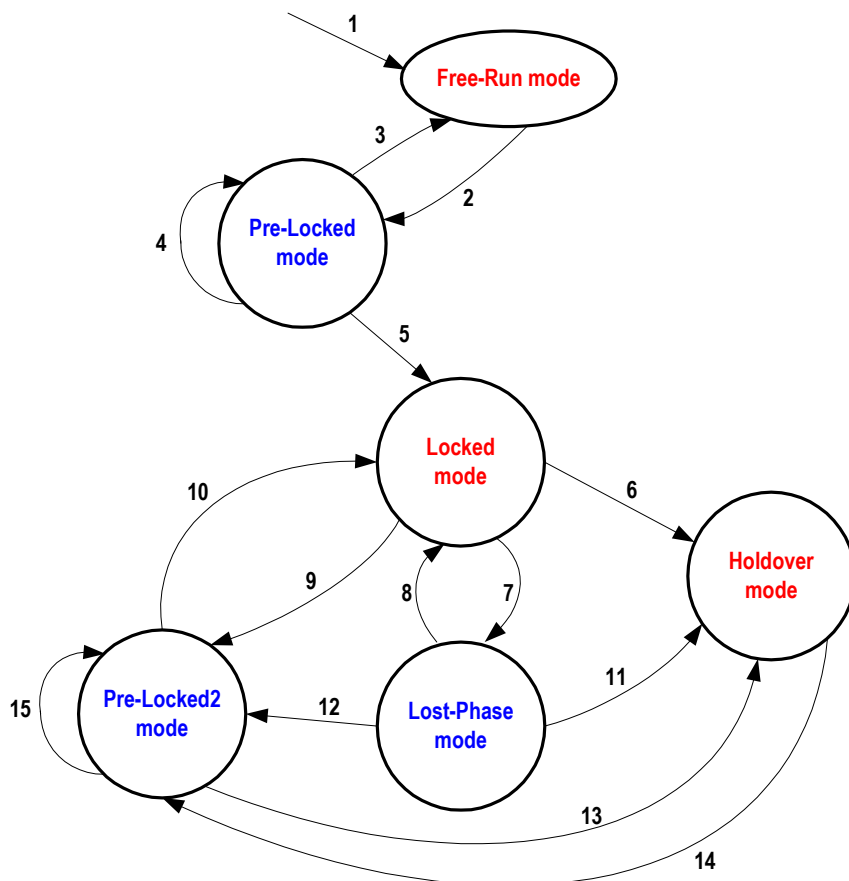 1
Free-Run mode
3
2
Pre-Locked
mode
4
5
Locked
mode
10
6
Holdover
mode
9
8
7
11
Pre-Locked2
mode
15
12
Lost-Phase
mode
13
14